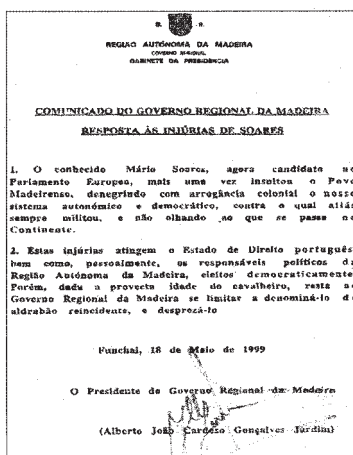 S. R.
REGIÃO AUTÓNOMA DA MADEIRA
GOVERNO REGIONAL
GABINETE DA PRESIDÊNCIA
COMUNICADO DO GOVERNO REGIONAL DA MADEIRA
RESPOSTA ÀS INJÚRIAS DE SOARES
1. O conhecido Mário Soares, agora candidato ao
Parlamento Europeu, mais uma vez insultou o Povo
Madeirense, denegrindo com arrogância colonial o nosso
sistema autonómico e democrático, contra o qual aliás
sempre militou, e não olhando ao que se passa no
Continente.
2. Estas injúrias atingem o Estado de Direito português,
bem como, pessoalmente, os responsáveis políticos da
Região Autónoma da Madeira, eleitos democraticamente.
Porém, dada a provecta idade do cavalheiro, resta ao
Governo Regional da Madeira se limitar a denominá-lo de
aldrabão reincidente, e desprezá-lo
Funchal, 18 de Maio de 1999
O Presidente do Governo Regional da Madeira
(Alberto João Cardoso Gonçalves Jardim)